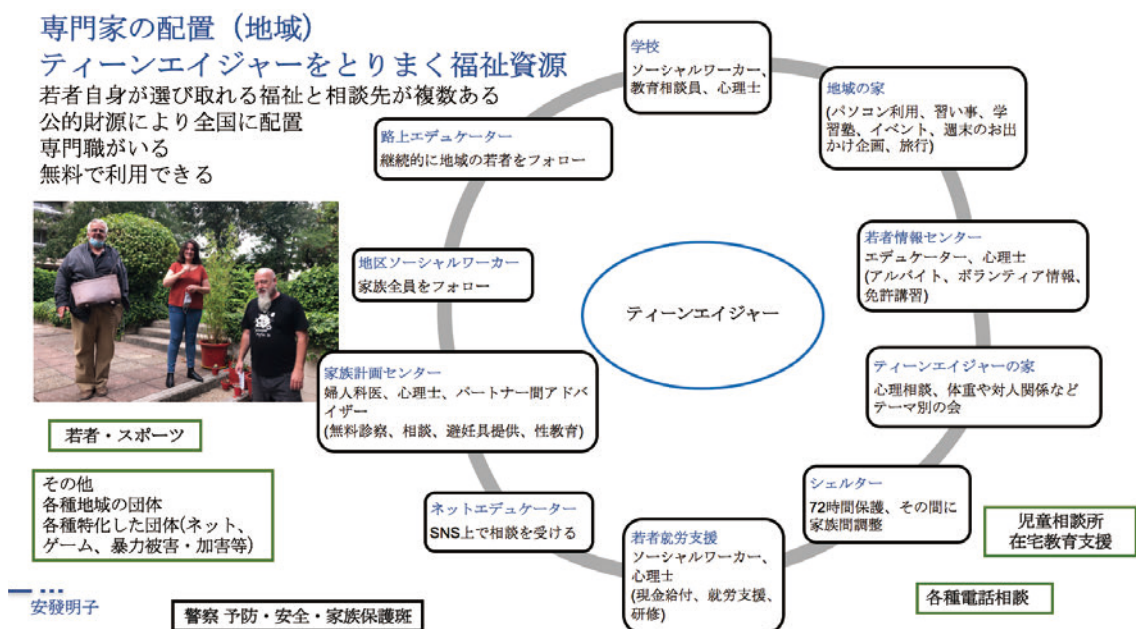 専門家の配置（地域）
ティーンエイジャーをとりまく福祉資源
若者自身が選び取れる福祉と相談先が複数ある
公的財源により全国に配置
専門職がいる
無料で利用できる
学校
ソーシャルワーカー、
教育相談員、心理士
地域の家
(パソコン利用、習い事、学
習塾、イベント、週末のお出
かけ企画、旅行)
路上エデュケーター
継続的に地域の若者をフォロー
若者情報センター
エデュケーター、心理士
(アルバイト、ボランティア情報、
免許講習)
地区ソーシャルワーカー
家族全員をフォロー
ティーンエイジャー
ティーンエイジャーの家
心理相談、体重や対人関係など
テーマ別の会
家族計画センター
婦人科医、心理士、パートナー間アドバ
イザー
(無料診察、相談、避妊具提供、性教育)
若者・スポーツ
その他
各種地域の団体
各種特化した団体(ネット、
ゲーム、暴力被害・加害等)
ネットエデュケーター
SNS上で相談を受ける
若者就労支援
ソーシャルワーカー、
心理士
(現金給付、就労支援、
研修)
シェルター
72時間保護、その間に
家族間調整
児童相談所
在宅教育支援
各種電話相談
安發明子
警察 予防・安全・家族保護班